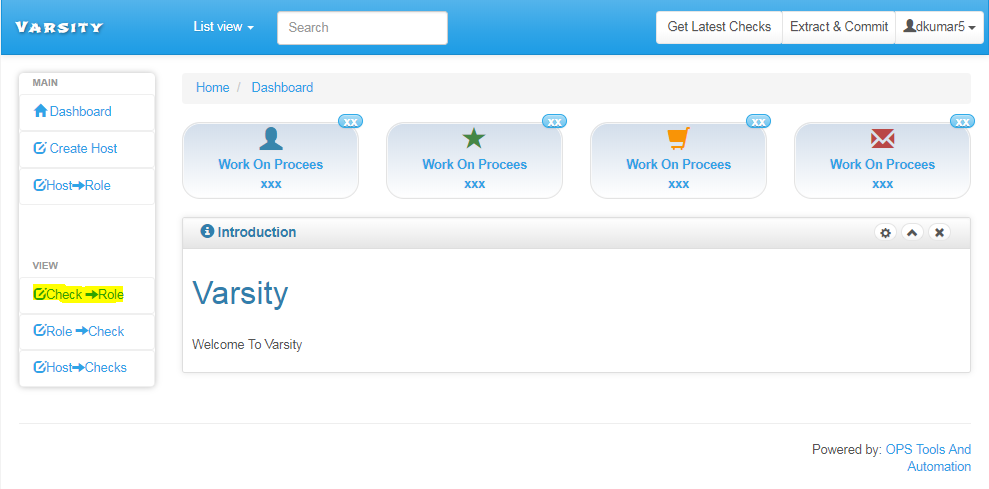 Varsity
List view
Search
Get Latest Checks
Extract & Commit
dkumar5
MAIN
Dashboard
Create Host
Host➔Role
VIEW
Check ➔Role
Role ➔Check
Host➔Checks
Home / Dashboard
xx
Work On Procees
xxx
xx
Work On Procees
xxx
xx
Work On Procees
xxx
xx
Work On Procees
xxx
Introduction
Varsity
Welcome To Varsity
Powered by: OPS Tools And
Automation